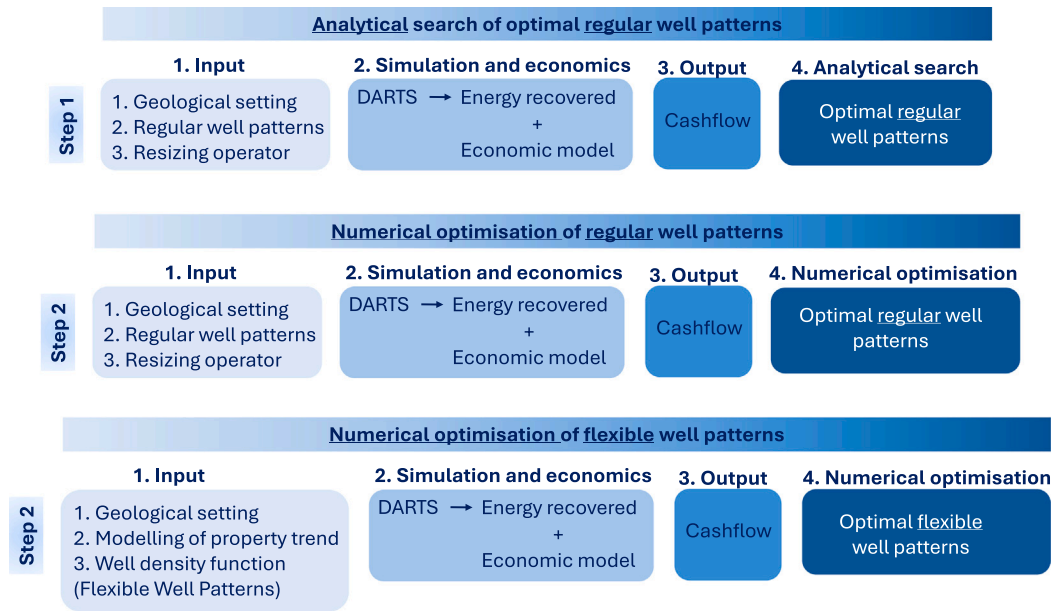 Analytical search of optimal regular well patterns
Step 1
1. Input
1. Geological setting
2. Regular well patterns
3. Resizing operator
2. Simulation and economics
DARTS → Energy recovered
+
Economic model
3. Output
Cashflow
4. Analytical search
Optimal regular
well patterns
Numerical optimisation of regular well patterns
Step 2
1. Input
1. Geological setting
2. Regular well patterns
3. Resizing operator
2. Simulation and economics
DARTS → Energy recovered
+
Economic model
3. Output
Cashflow
4. Numerical optimisation
Optimal regular well
patterns
Numerical optimisation of flexible well patterns
Step 2
1. Input
1. Geological setting
2. Modelling of property trend
3. Well density function
(Flexible Well Patterns)
2. Simulation and economics
DARTS → Energy recovered
+
Economic model
3. Output
Cashflow
4. Numerical optimisation
Optimal flexible
well patterns